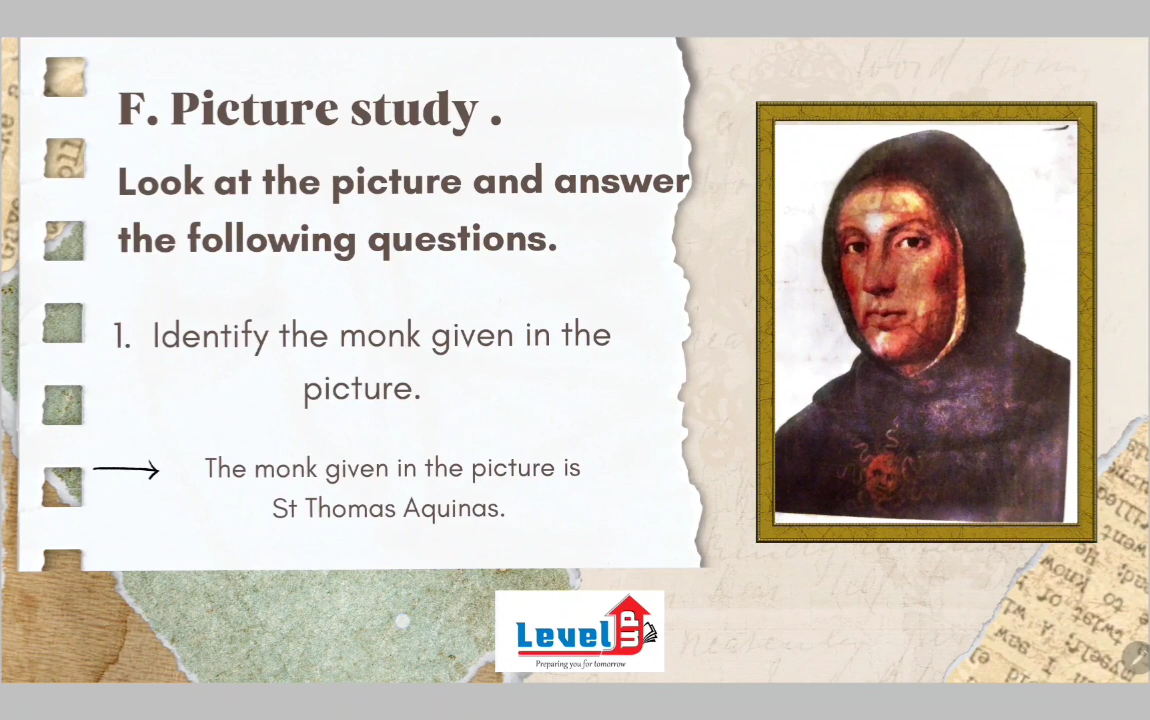 F. Picture study .
Look at the picture and answer
the following questions.
1. Identify the monk given in the
picture.
The monk given in the picture is
St Thomas Aquinas.
Level UP
Preparing you for tomorrow